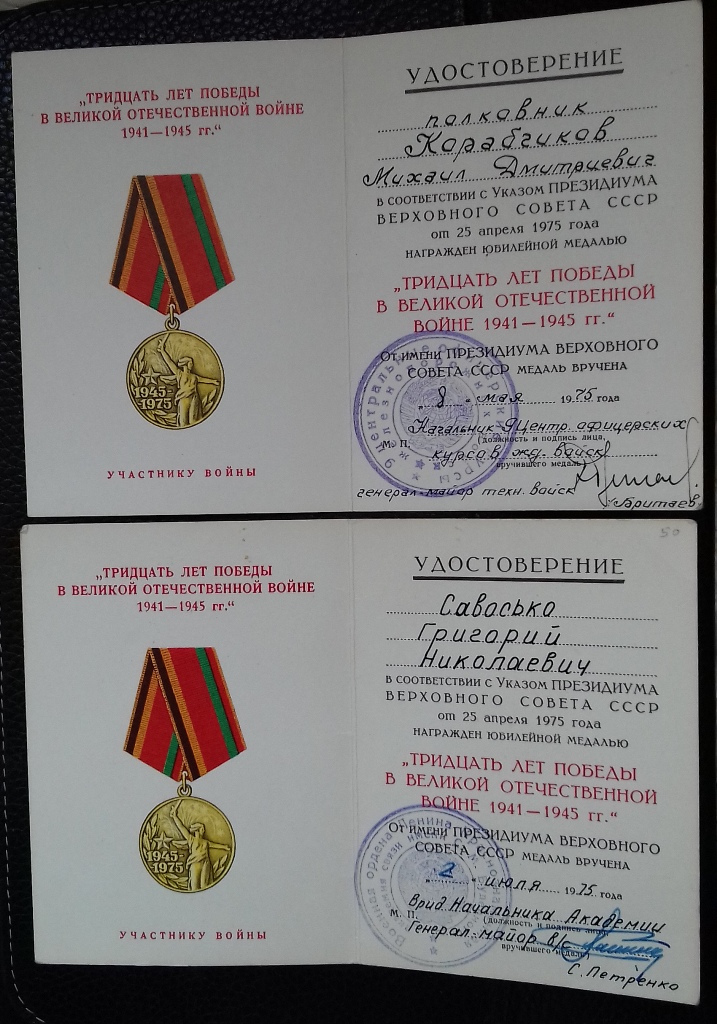 „ТРИДЦАТЬ ЛЕТ ПОБЕДЫ
В ВЕЛИКОЙ ОТЕЧЕСТВЕННОЙ ВОЙНЕ
1941—1945 гг.“
1945-
1975
УЧАСТНИКУ ВОЙНЫ
УДОСТОВЕРЕНИЕ
полковник
Карабчиков
Михаил Дмитриевич
В СООТВЕТСТВИИ С УКАЗОМ ПРЕЗИДИУМА
ВЕРХОВНОГО СОВЕТА СССР
от 25 апреля 1975 года
НАГРАЖДЕН ЮБИЛЕЙНОЙ МЕДАЛЬЮ
„ТРИДЦАТЬ ЛЕТ ПОБЕДЫ
В ВЕЛИКОЙ ОТЕЧЕСТВЕННОЙ
ВОЙНЕ 1941—1945 гг.“
От имени ПРЕЗИДИУМА ВЕРХОВНОГО
СОВЕТА СССР МЕДАЛЬ ВРУЧЕНА
„8“ мая 1975 года
Начальник 9 Центр. офицерских
М. П. (должность и подпись лица,
курсов жд. войск
вручившего медаль)
генерал-майор техн. войск
Бритаев
„ТРИДЦАТЬ ЛЕТ ПОБЕДЫ
В ВЕЛИКОЙ ОТЕЧЕСТВЕННОЙ ВОЙНЕ
1941—1945 гг.“
1945-
1975
УЧАСТНИКУ ВОЙНЫ
50
УДОСТОВЕРЕНИЕ
Савосько
Григорий
Николаевич
В СООТВЕТСТВИИ С УКАЗОМ ПРЕЗИДИУМА
ВЕРХОВНОГО СОВЕТА СССР
от 25 апреля 1975 года
НАГРАЖДЕН ЮБИЛЕЙНОЙ МЕДАЛЬЮ
„ТРИДЦАТЬ ЛЕТ ПОБЕДЫ
В ВЕЛИКОЙ ОТЕЧЕСТВЕННОЙ
ВОЙНЕ 1941—1945 гг.“
От имени ПРЕЗИДИУМА ВЕРХОВНОГО
СОВЕТА СССР МЕДАЛЬ ВРУЧЕНА
„2“ июля 1975 года
Врид. Начальника Академии
М. П. (должность и подпись лица,
Генерал-майор в/с
вручившего медаль)
С. Петренко